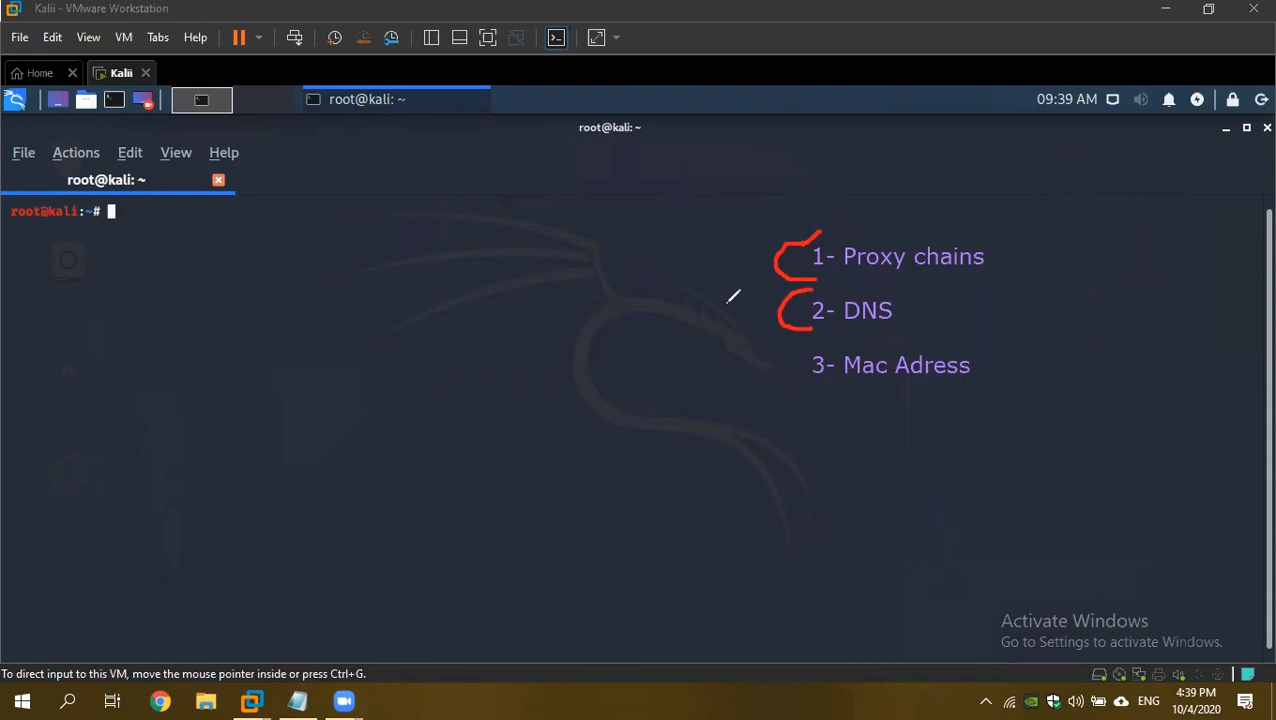 Kalii - VMware Workstation
File Edit View VM Tabs Help
Home Kalii
root@kali: ~ 09:39 AM
root@kali: ~
File Actions Edit View Help
root@kali: ~
root@kali:~#
1- Proxy chains
2- DNS
3- Mac Adress
Activate Windows
Go to Settings to activate Windows.
To direct input to this VM, move the mouse pointer inside or press Ctrl+G.
ENG 4:39 PM
10/4/2020